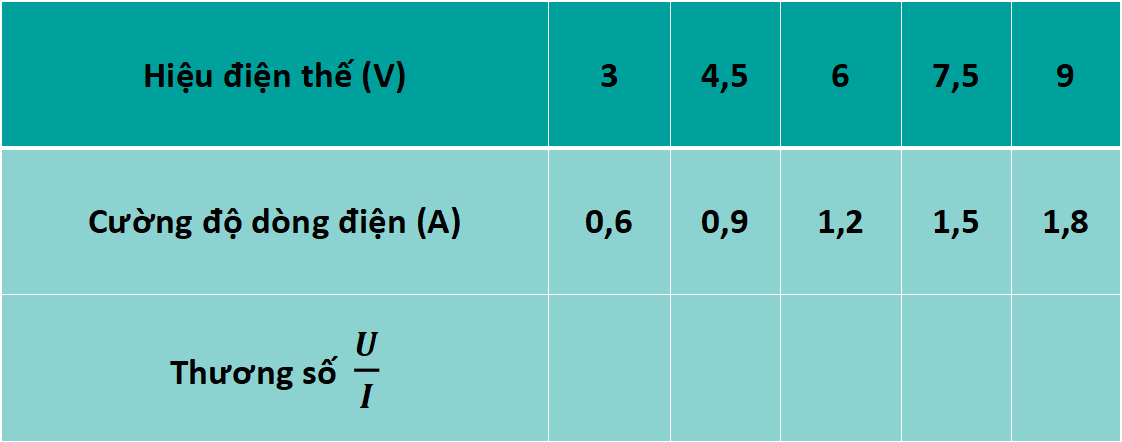 Hiệu điện thế (V) 3 4,5 6 7,5 9
Cường độ dòng điện (A) 0,6 0,9 1,2 1,5 1,8
Thương số U/I